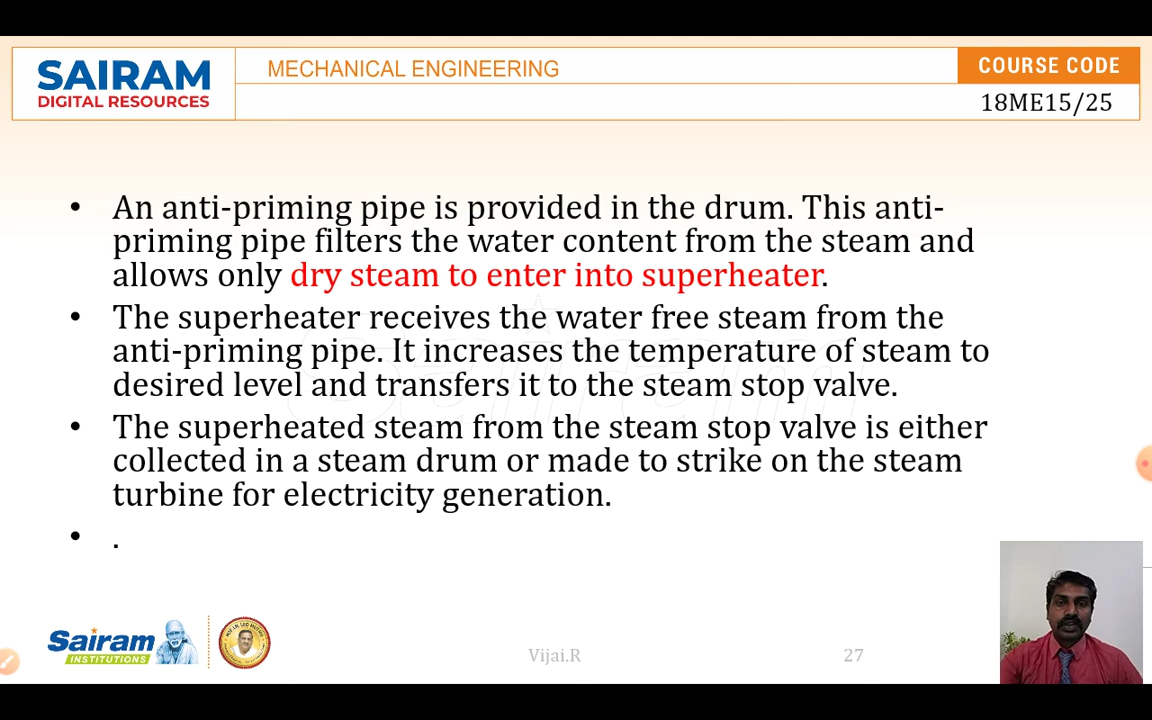 SAIRAM
DIGITAL RESOURCES
MECHANICAL ENGINEERING
COURSE CODE
18ME15/25
• An anti-priming pipe is provided in the drum. This anti-
priming pipe filters the water content from the steam and
allows only dry steam to enter into superheater.
• The superheater receives the water free steam from the
anti-priming pipe. It increases the temperature of steam to
desired level and transfers it to the steam stop valve.
• The superheated steam from the steam stop valve is either
collected in a steam drum or made to strike on the steam
turbine for electricity generation.
• .
Sairam
INSTITUTIONS
Vijai.R
27